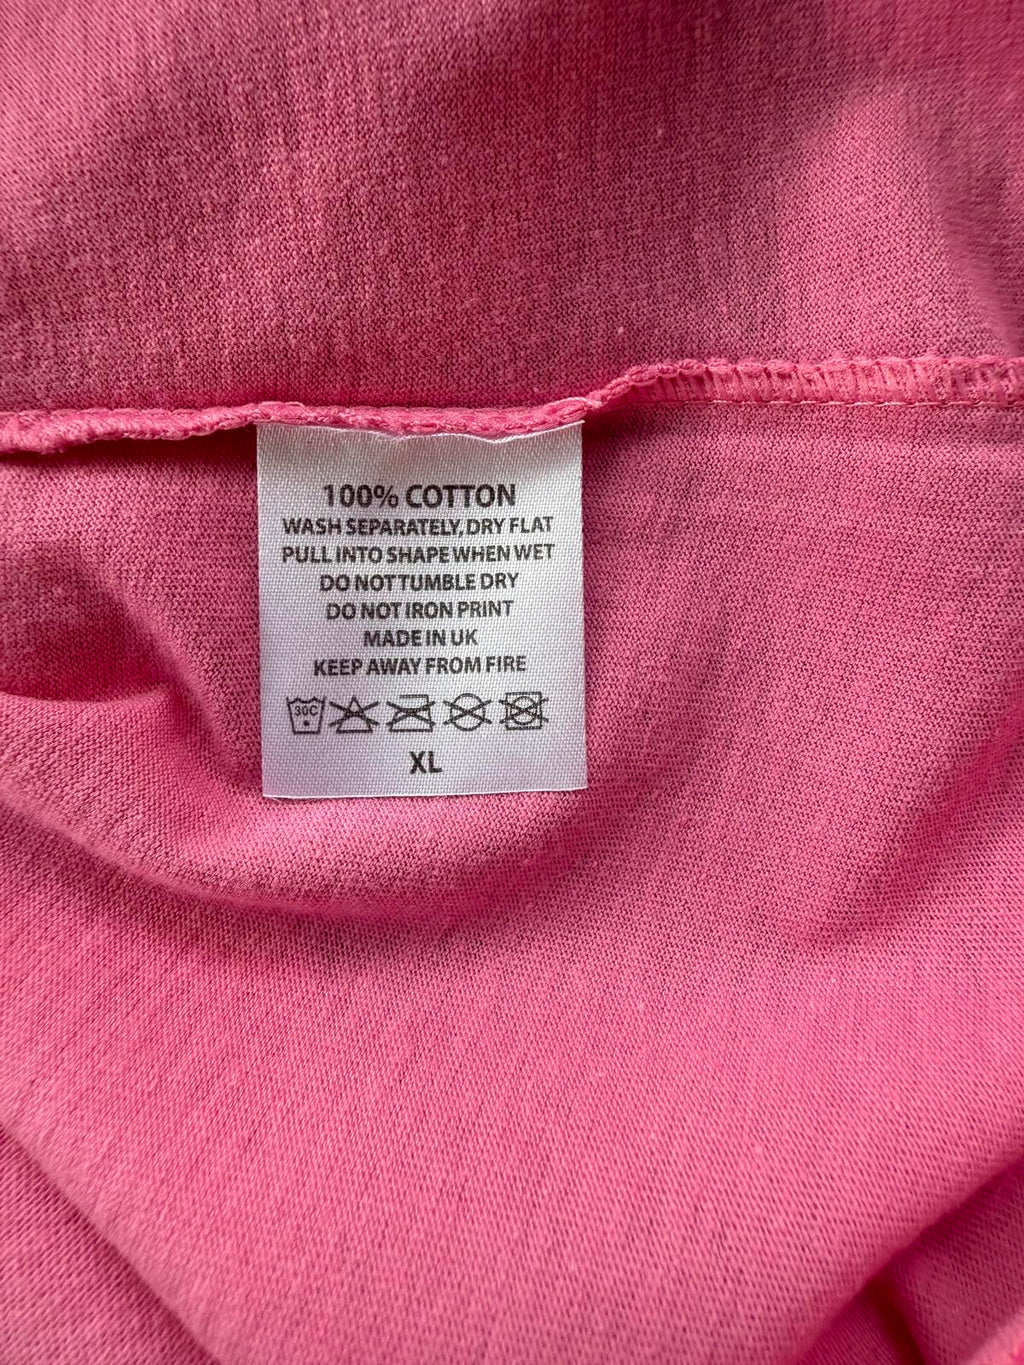 100% COTTON
WASH SEPARATELY, DRY FLAT
PULL INTO SHAPE WHEN WET
DO NOT TUMBLE DRY
DO NOT IRON PRINT
MADE IN UK
KEEP AWAY FROM FIRE
30C
XL